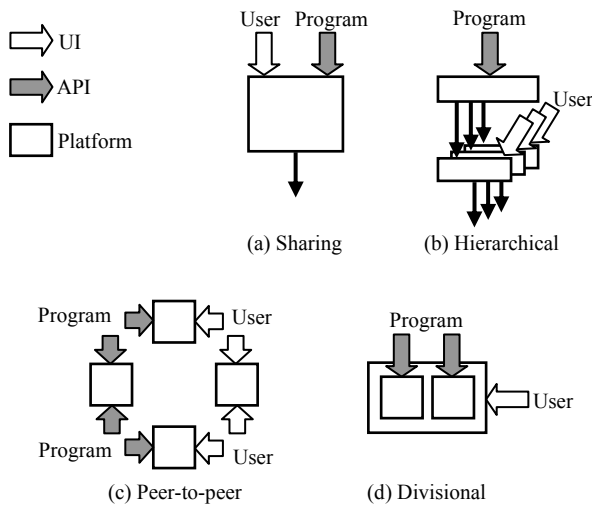 UI
API
Platform
User Program
(a) Sharing
Program
User
(b) Hierarchical
Program
User
Program
User
(c) Peer-to-peer
Program
User
(d) Divisional